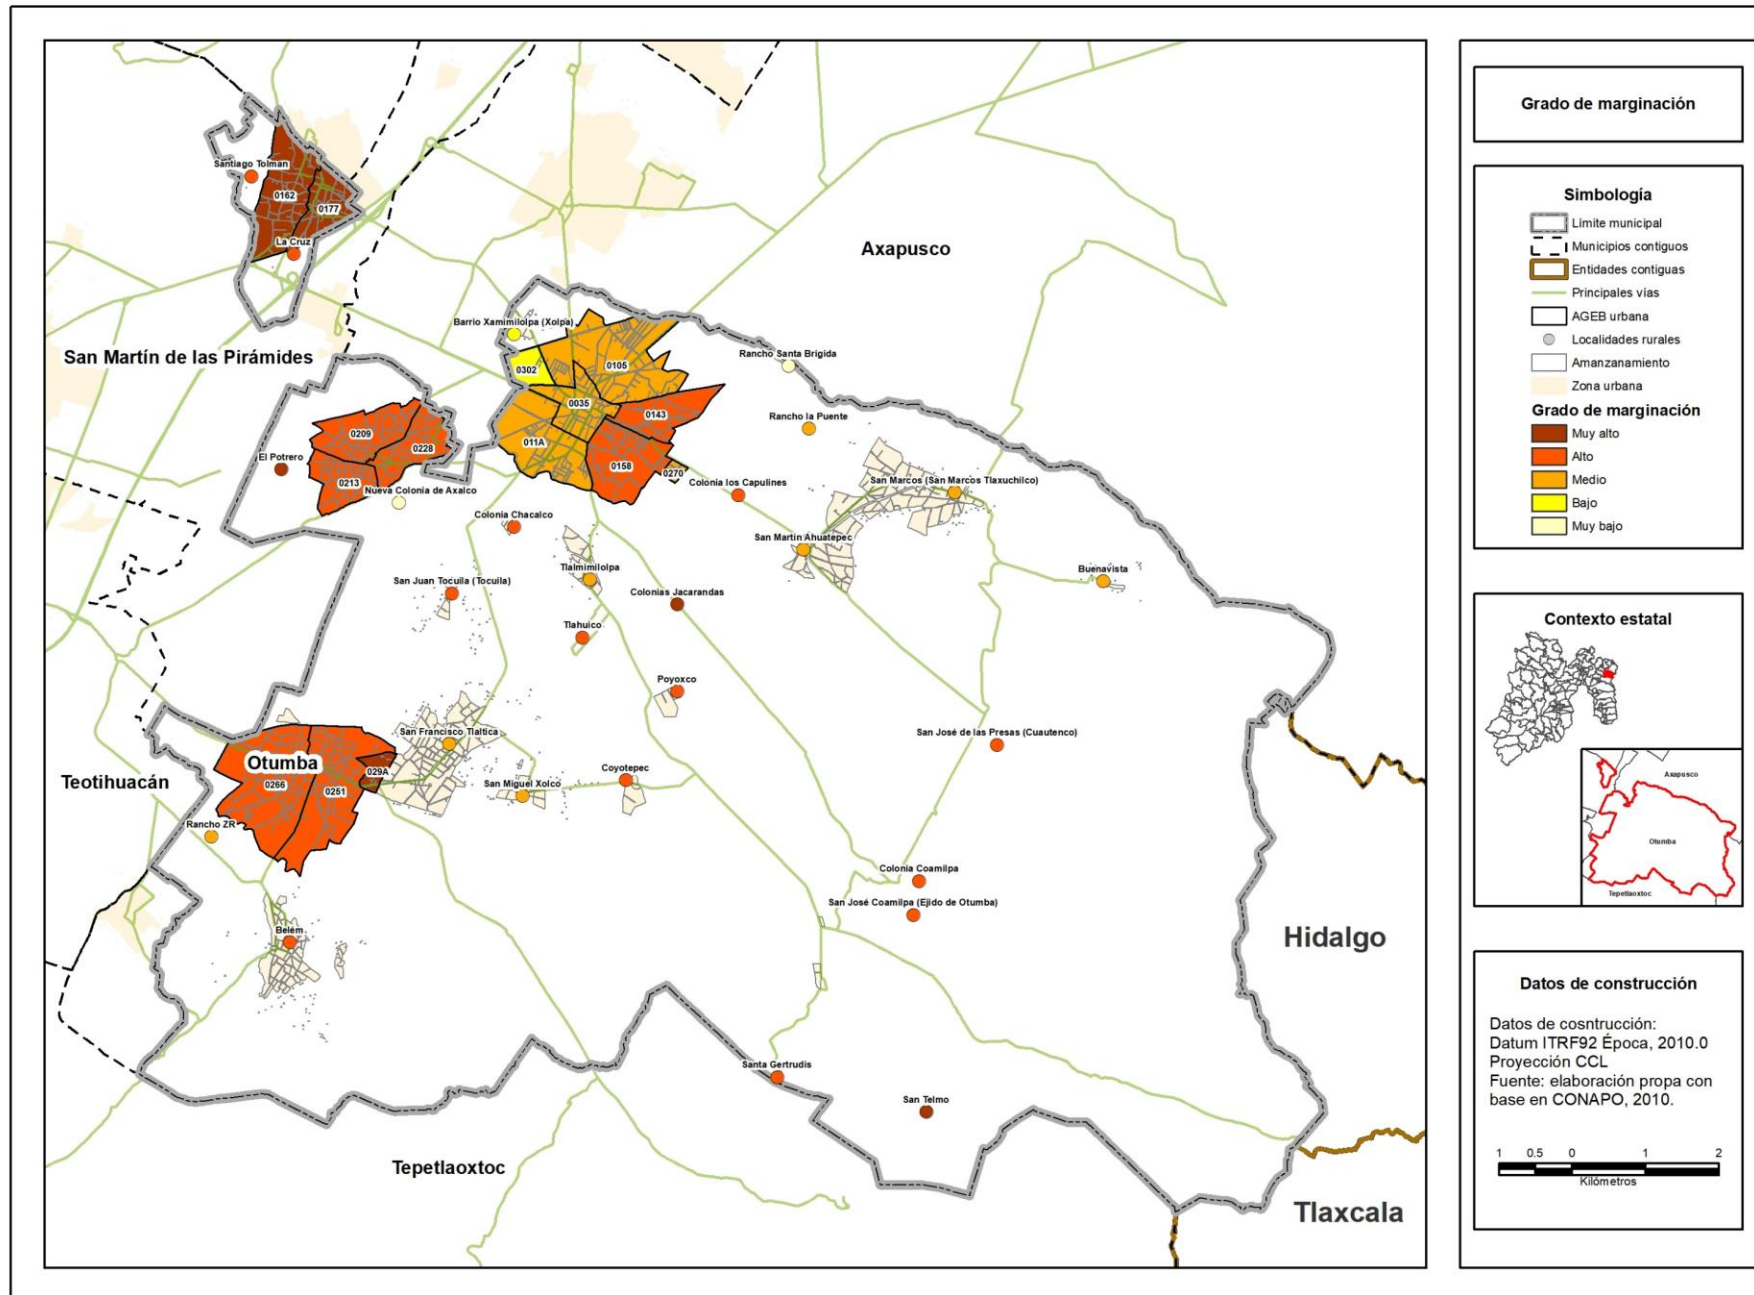 Santiago Tolman
0162
0177
La Cruz
Axapusco
Barrio Xamimilolpa (Xolpa)
San Martín de las Pirámides
Rancho Santa Brigida
0302
0105
0035
0143
Rancho la Puente
0209
011A
0228
El Potrero
0158
0270
0213
Nueva Colonia de Axalco
Colonia los Capulines
San Marcos (San Marcos Tlaxuchilco)
Colonia Chacalco
San Martin Ahuatepec
Tlalmimilolpa
Buenavista
San Juan Tocuila (Tocuila)
Colonias Jacarandas
Tlahuico
Poyoxco
San Francisco Tlaltica
San José de las Presas (Cuautenco)
Otumba
029A
Teotihuacán
0266
0251
San Miguel Xolco
Coyotepec
Rancho ZR
Colonia Coamilpa
San José Coamilpa (Ejido de Otumba)
Belém
Hidalgo
Santa Gertrudis
San Telmo
Tepetlaoxtoc
Tlaxcala
Grado de marginación
Simbología
Límite municipal
Municipios contiguos
Entidades contiguas
Principales vías
AGEB urbana
Localidades rurales
Amanzanamiento
Zona urbana
Grado de marginación
Muy alto
Alto
Medio
Bajo
Muy bajo
Contexto estatal
Axapusco
Otumba
Tepetlaoxtoc
Datos de construcción
Datos de cosntrucción:
Datum ITRF92 Época, 2010.0
Proyección CCL
Fuente: elaboración propa con
base en CONAPO, 2010.
1 0.5 0 1 2
Kilómetros